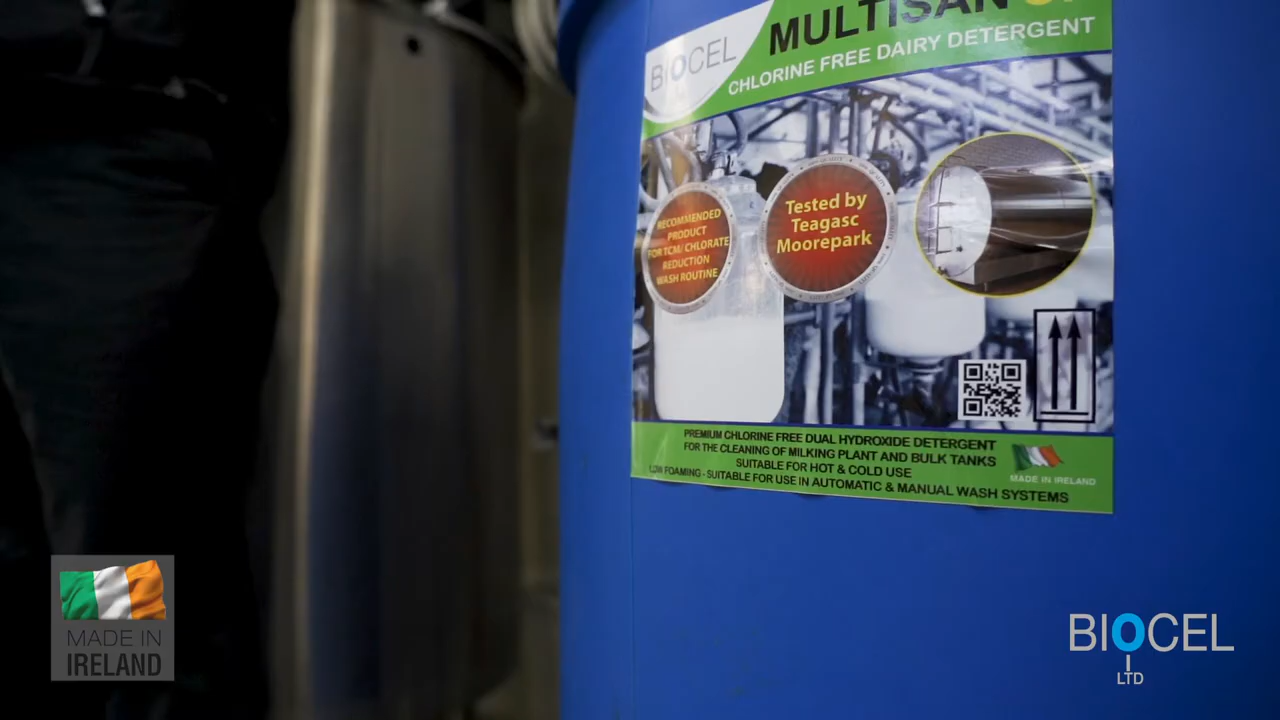 BIOCEL
MULTISAN
CHLORINE FREE DAIRY DETERGENT
RECOMMENDED
PRODUCT
FOR TCM/ CHLORATE
REDUCTION
WASH ROUTINE
Tested by
Teagasc
Moorepark
PREMIUM CHLORINE FREE DUAL HYDROXIDE DETERGENT
FOR THE CLEANING OF MILKING PLANT AND BULK TANKS
SUITABLE FOR HOT & COLD USE
LOW FOAMING - SUITABLE FOR USE IN AUTOMATIC & MANUAL WASH SYSTEMS
MADE IN IRELAND
MADE IN
IRELAND
BIOCEL
LTD